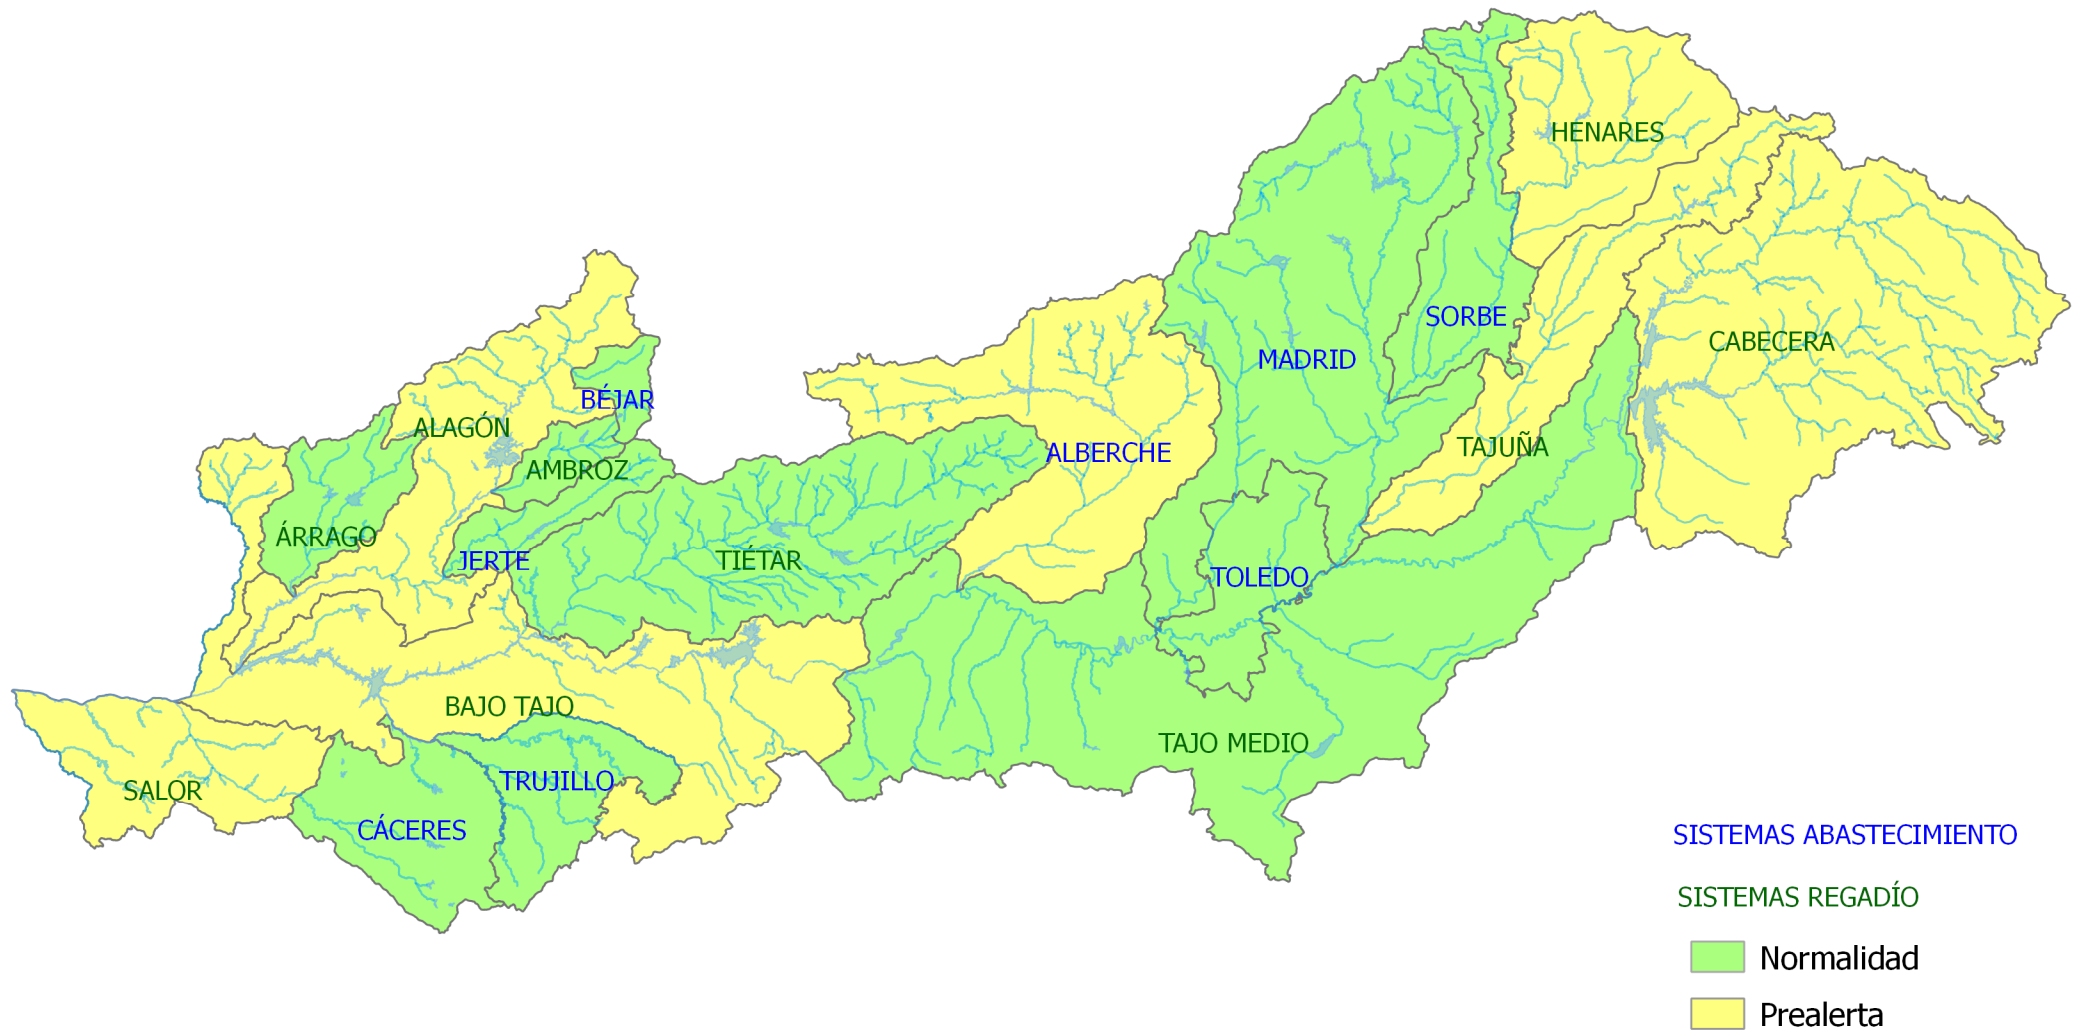 HENARES
SORBE
MADRID
CABECERA
BÉJAR
ALAGÓN
AMBROZ
ALBERCHE
TAJUÑA
ÁRRAGO
JERTE
TIÉTAR
TOLEDO
BAJO TAJO
TAJO MEDIO
SALOR
TRUJILLO
CÁCERES
SISTEMAS ABASTECIMIENTO
SISTEMAS REGADÍO
Normalidad
Prealerta